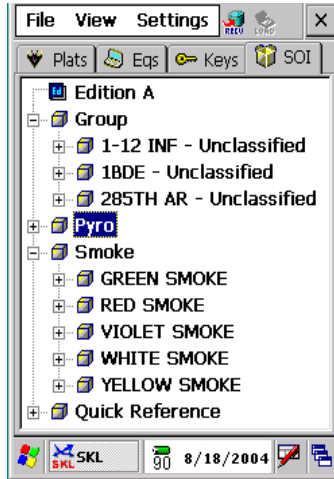 File View Settings RECV LOAD X
Plats Eqs Keys SOI
Ed Edition A
Group
1-12 INF - Unclassified
1BDE - Unclassified
285TH AR - Unclassified
Pyro
Smoke
GREEN SMOKE
RED SMOKE
VIOLET SMOKE
WHITE SMOKE
YELLOW SMOKE
Quick Reference
SKL SKL 90 8/18/2004